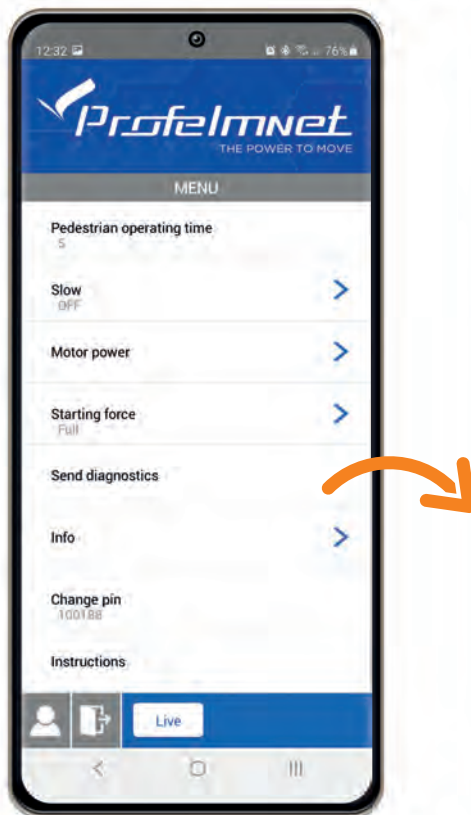 12:32
76%
Profelmnet
THE POWER TO MOVE
MENU
Pedestrian operating time
5
Slow
OFF
Motor power
Starting force
Full
Send diagnostics
Info
Change pin
100188
Instructions
Live